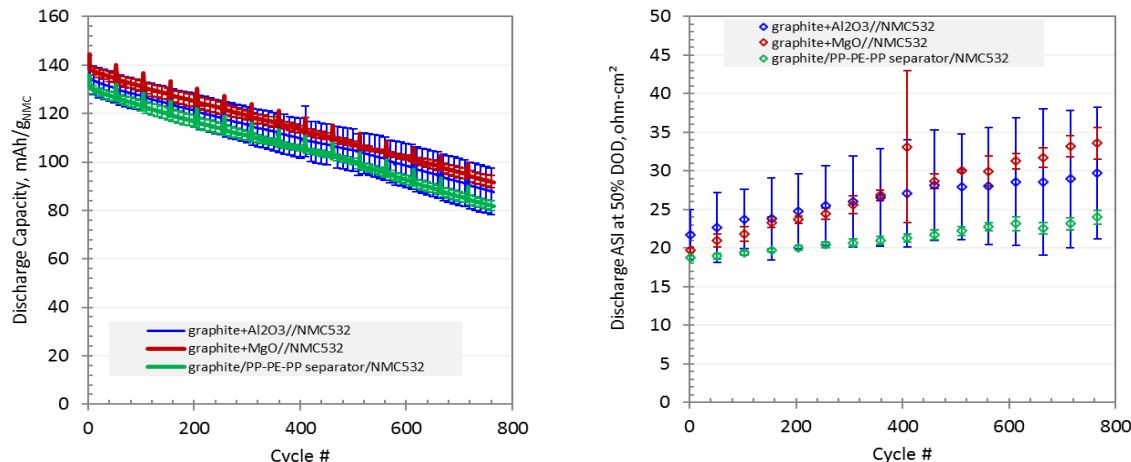 160
140
120
100
80
60
40
20
0
Discharge Capacity, mAh/gNMC
graphite+Al2O3//NMC532
graphite+MgO//NMC532
graphite/PP-PE-PP separator/NMC532
0 200 400 600 800
Cycle #
50
45
40
35
30
25
20
15
10
5
0
Discharge ASI at 50% DOD, ohm-cm²
graphite+Al2O3//NMC532
graphite+MgO//NMC532
graphite/PP-PE-PP separator/NMC532
0 200 400 600 800
Cycle #